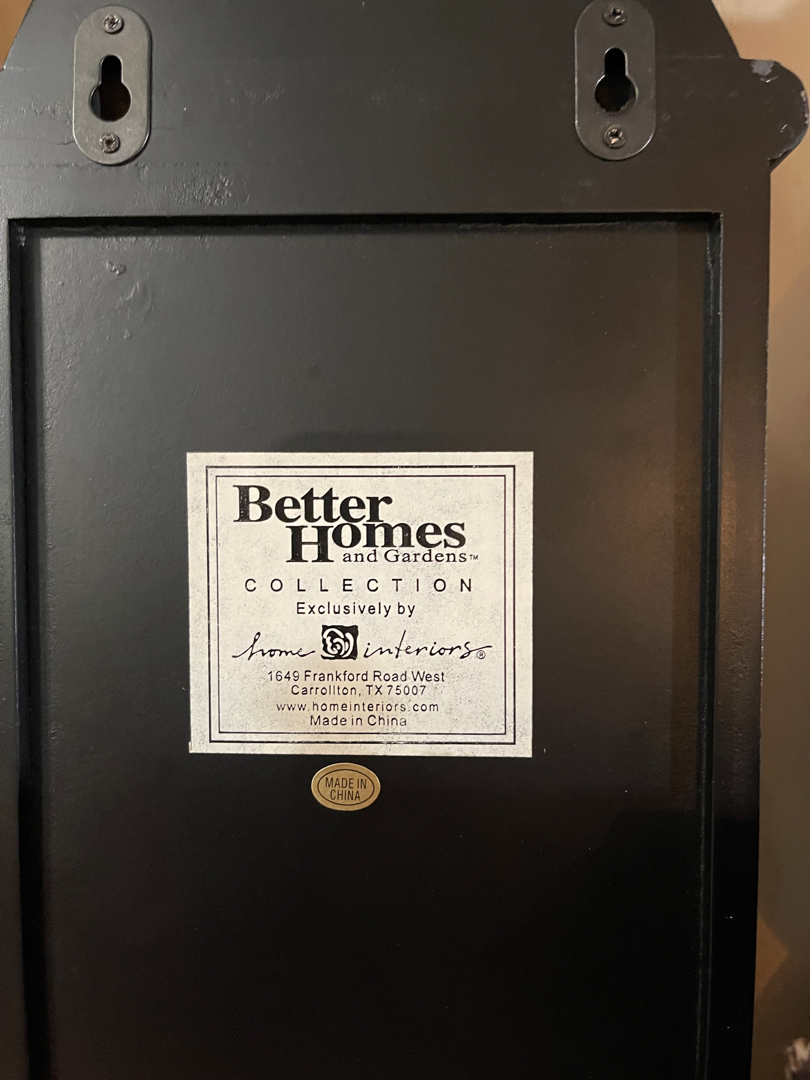 Better
Homes
and Gardens™
COLLECTION
Exclusively by
home interiors®
1649 Frankford Road West
Carrollton, TX 75007
www.homeinteriors.com
Made in China
MADE IN
CHINA